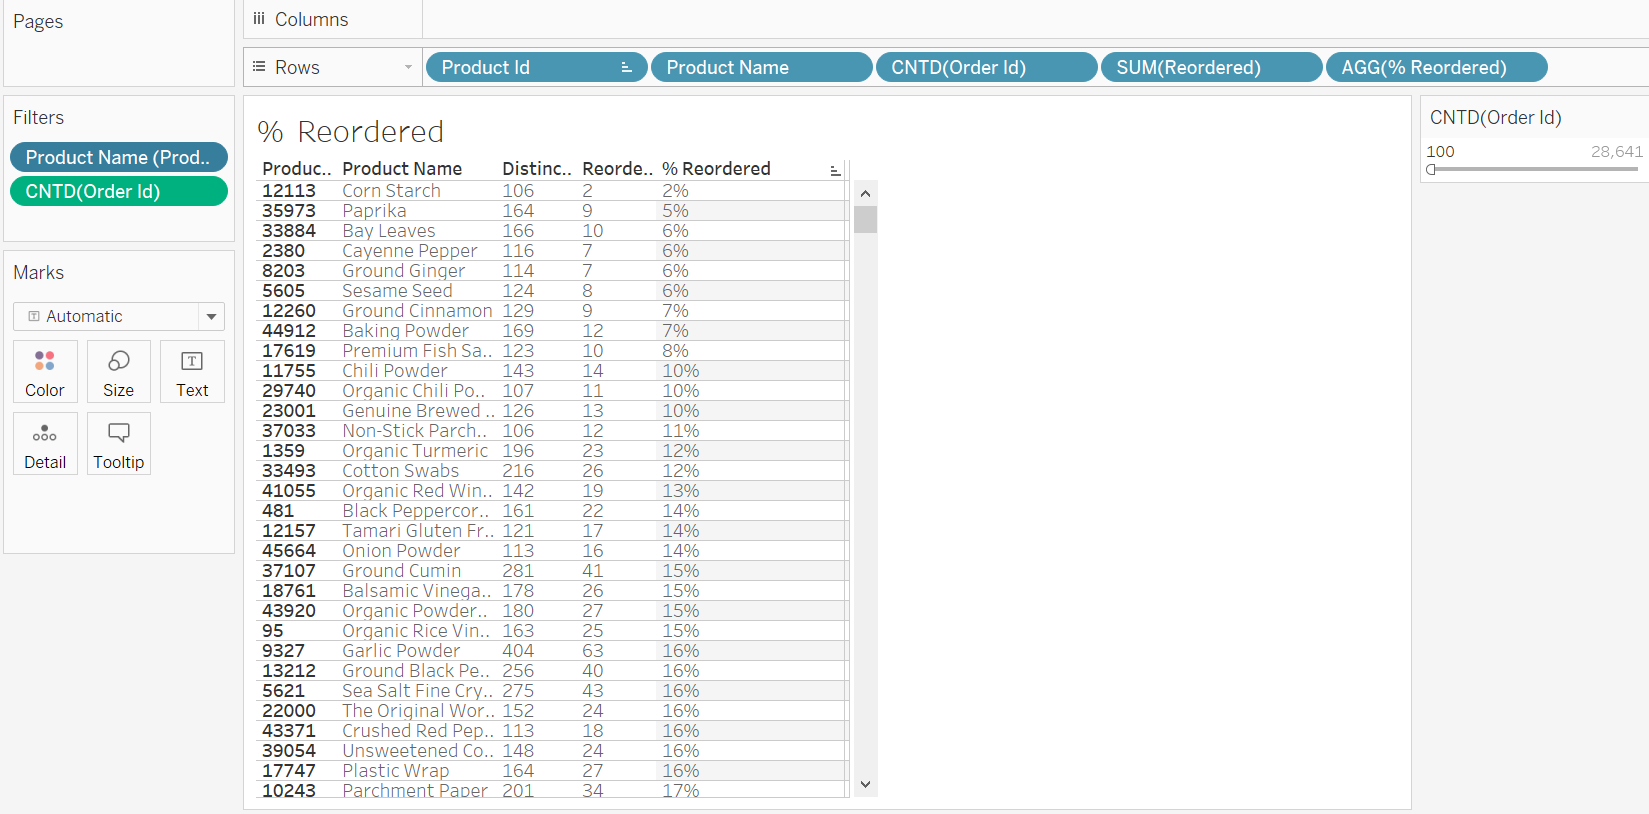 Pages
Columns
Rows
Product Id
Product Name
CNTD(Order Id)
SUM(Reordered)
AGG(% Reordered)
Filters
Product Name (Prod..
CNTD(Order Id)
Marks
Automatic
Color
Size
Text
Detail
Tooltip
% Reordered
Produc.. Product Name Distinc.. Reorde.. % Reordered
12113 Corn Starch 106 2 2%
35973 Paprika 164 9 5%
33884 Bay Leaves 166 10 6%
2380 Cayenne Pepper 116 7 6%
8203 Ground Ginger 114 7 6%
5605 Sesame Seed 124 8 6%
12260 Ground Cinnamon 129 9 7%
44912 Baking Powder 169 12 7%
17619 Premium Fish Sa.. 123 10 8%
11755 Chili Powder 143 14 10%
29740 Organic Chili Po.. 107 11 10%
23001 Genuine Brewed .. 126 13 10%
37033 Non-Stick Parch.. 106 12 11%
1359 Organic Turmeric 196 23 12%
33493 Cotton Swabs 216 26 12%
41055 Organic Red Win.. 142 19 13%
481 Black Peppercor.. 161 22 14%
12157 Tamari Gluten Fr.. 121 17 14%
45664 Onion Powder 113 16 14%
37107 Ground Cumin 281 41 15%
18761 Balsamic Vinega.. 178 26 15%
43920 Organic Powder.. 180 27 15%
95 Organic Rice Vin.. 163 25 15%
9327 Garlic Powder 404 63 16%
13212 Ground Black Pe.. 256 40 16%
5621 Sea Salt Fine Cry.. 275 43 16%
22000 The Original Wor.. 152 24 16%
43371 Crushed Red Pep.. 113 18 16%
39054 Unsweetened Co.. 148 24 16%
17747 Plastic Wrap 164 27 16%
10243 Parchment Paper 201 34 17%
CNTD(Order Id)
100 28,641